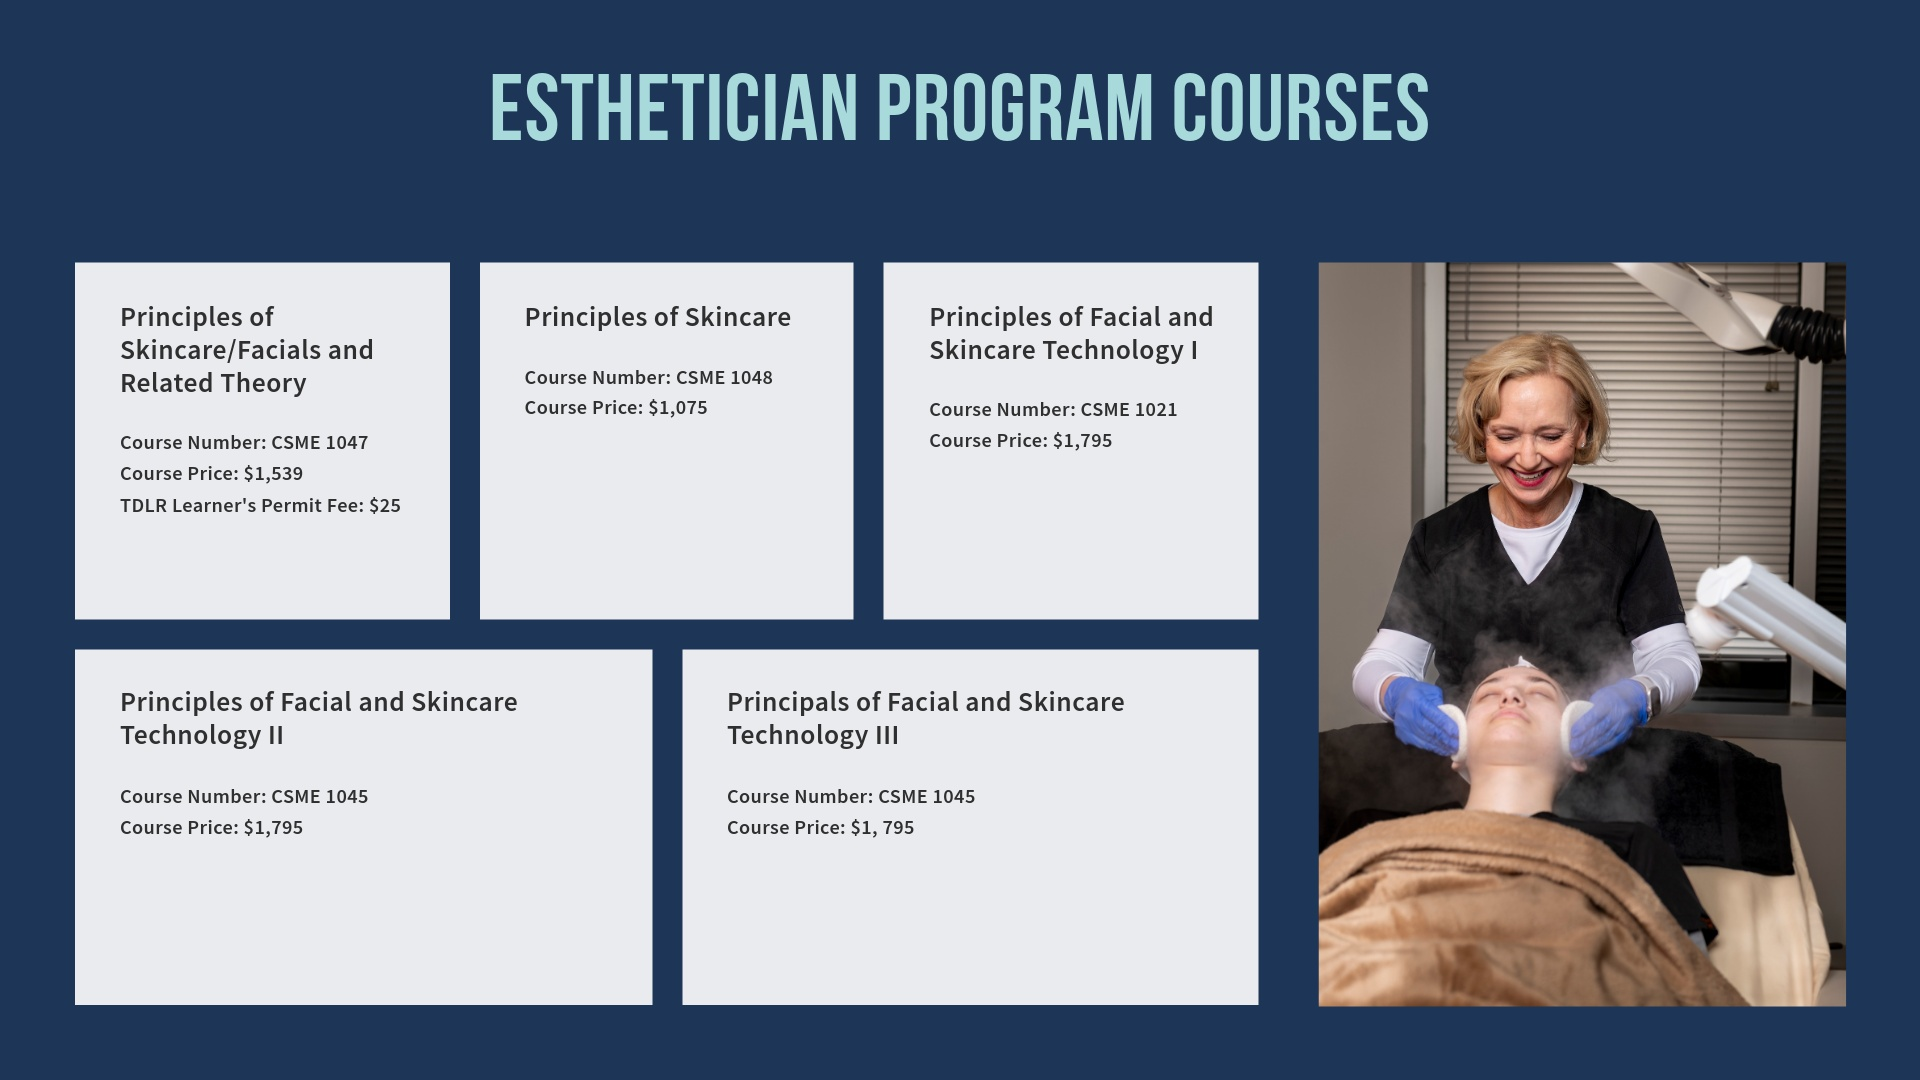 ESTHETICIAN PROGRAM COURSES
Principles of
Skincare/Facials and
Related Theory
Course Number: CSME 1047
Course Price: $1,539
TDLR Learner's Permit Fee: $25
Principles of Skincare
Course Number: CSME 1048
Course Price: $1,075
Principles of Facial and
Skincare Technology I
Course Number: CSME 1021
Course Price: $1,795
Principles of Facial and Skincare
Technology II
Course Number: CSME 1045
Course Price: $1,795
Principals of Facial and Skincare
Technology III
Course Number: CSME 1045
Course Price: $1, 795